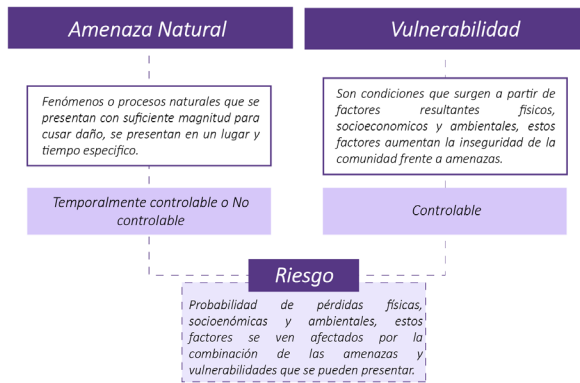 Amenaza Natural
Fenómenos o procesos naturales que se
presentan con suficiente magnitud para
cusar daño, se presentan en un lugar y
tiempo especifico.
Temporalmente controlable o No
controlable
Vulnerabilidad
Son condiciones que surgen a partir de
factores resultantes físicos,
socioeconomicos y ambientales, estos
factores aumentan la inseguridad de la
comunidad frente a amenazas.
Controlable
Riesgo
Probabilidad de pérdidas físicas,
socioenómicas y ambientales, estos
factores se ven afectados por la
combinación de las amenazas y
vulnerabilidades que se pueden presentar.